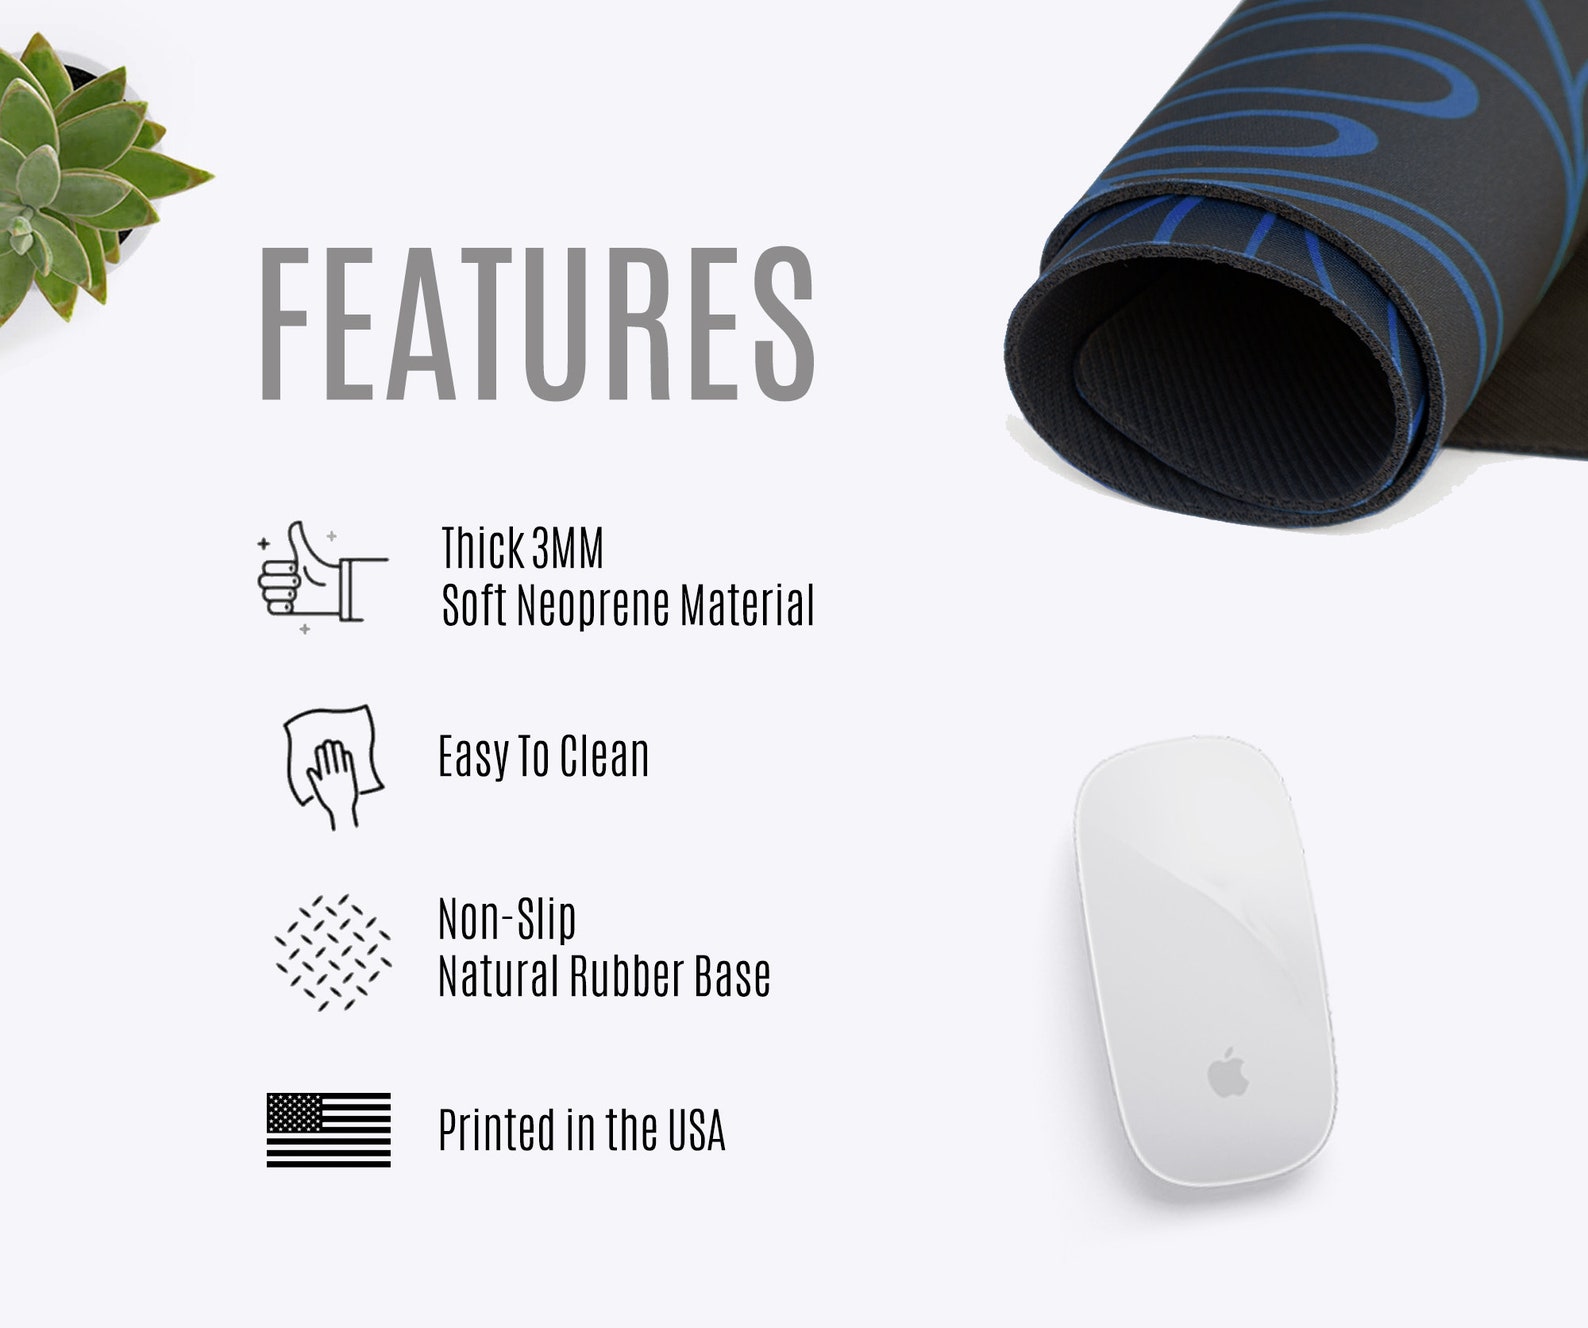 FEATURES
Thick 3MM
Soft Neoprene Material
Easy To Clean
Non-Slip
Natural Rubber Base
Printed in the USA